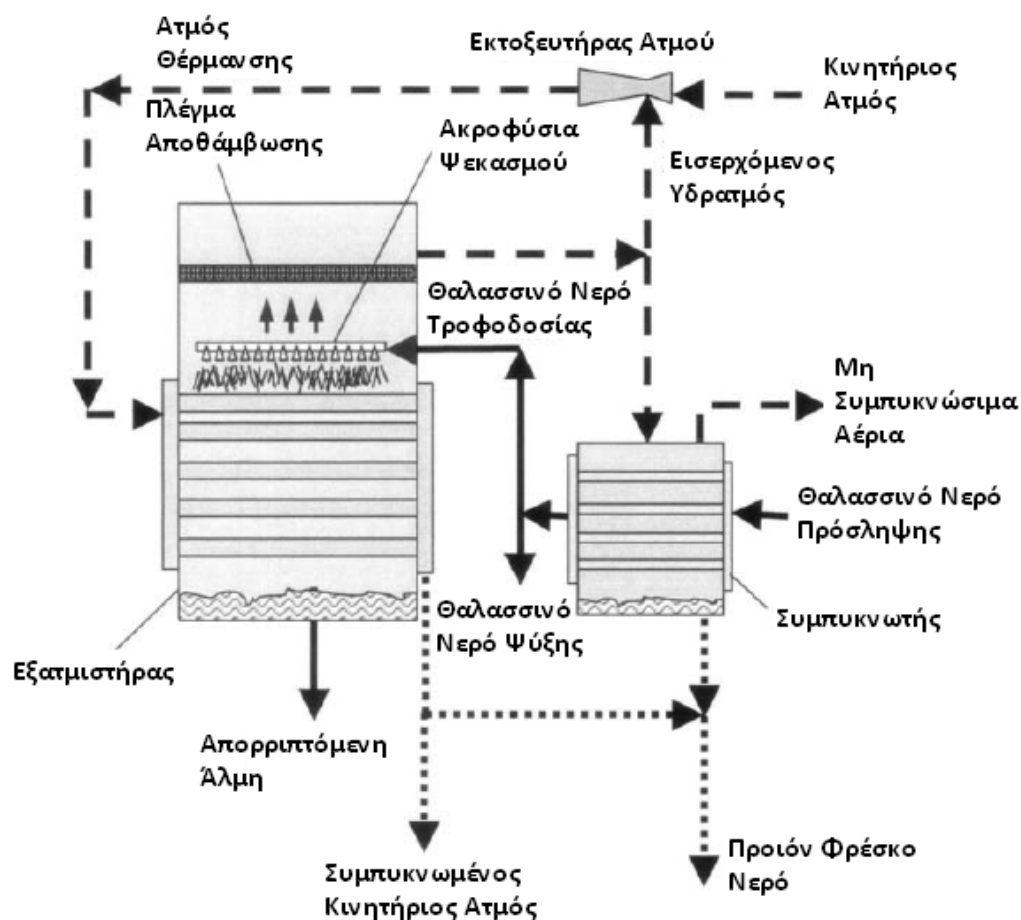 Ατμός
Θέρμανσης
Εκτοξευτήρας Ατμού
Κινητήριος
Ατμός
Πλέγμα
Αποθάμβωσης
Ακροφύσια
Ψεκασμού
Εισερχόμενος
Υδρατμός
Θαλασσινό Νερό
Τροφοδοσίας
Μη
Συμπυκνώσιμα
Αέρια
Θαλασσινό Νερό
Πρόσληψης
Θαλασσινό
Νερό Ψύξης
Συμπυκνωτής
Εξατμιστήρας
Απορριπτόμενη
Άλμη
Συμπυκνωμένος
Κινητήριος Ατμός
Προιόν Φρέσκο
Νερό